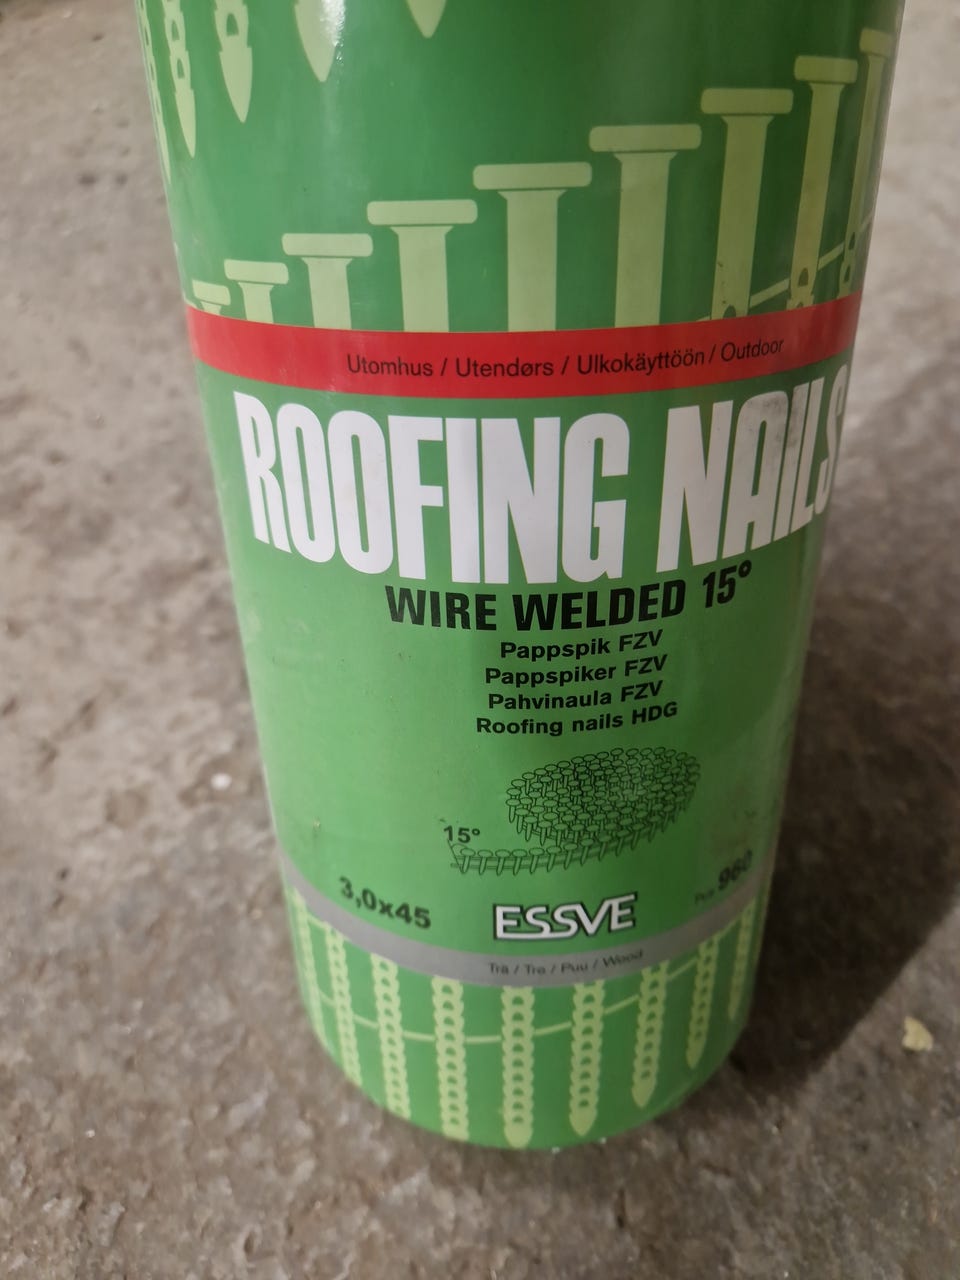 Utomhus / Utendørs / Ulkokäyttöön / Outdoor
ROOFING NAILS
WIRE WELDED 15°
Pappspik FZV
Pappspiker FZV
Pahvinaula FZV
Roofing nails HDG
15°
3,0x45
ESSVE
960
Trä / Tre / Puu / Wood